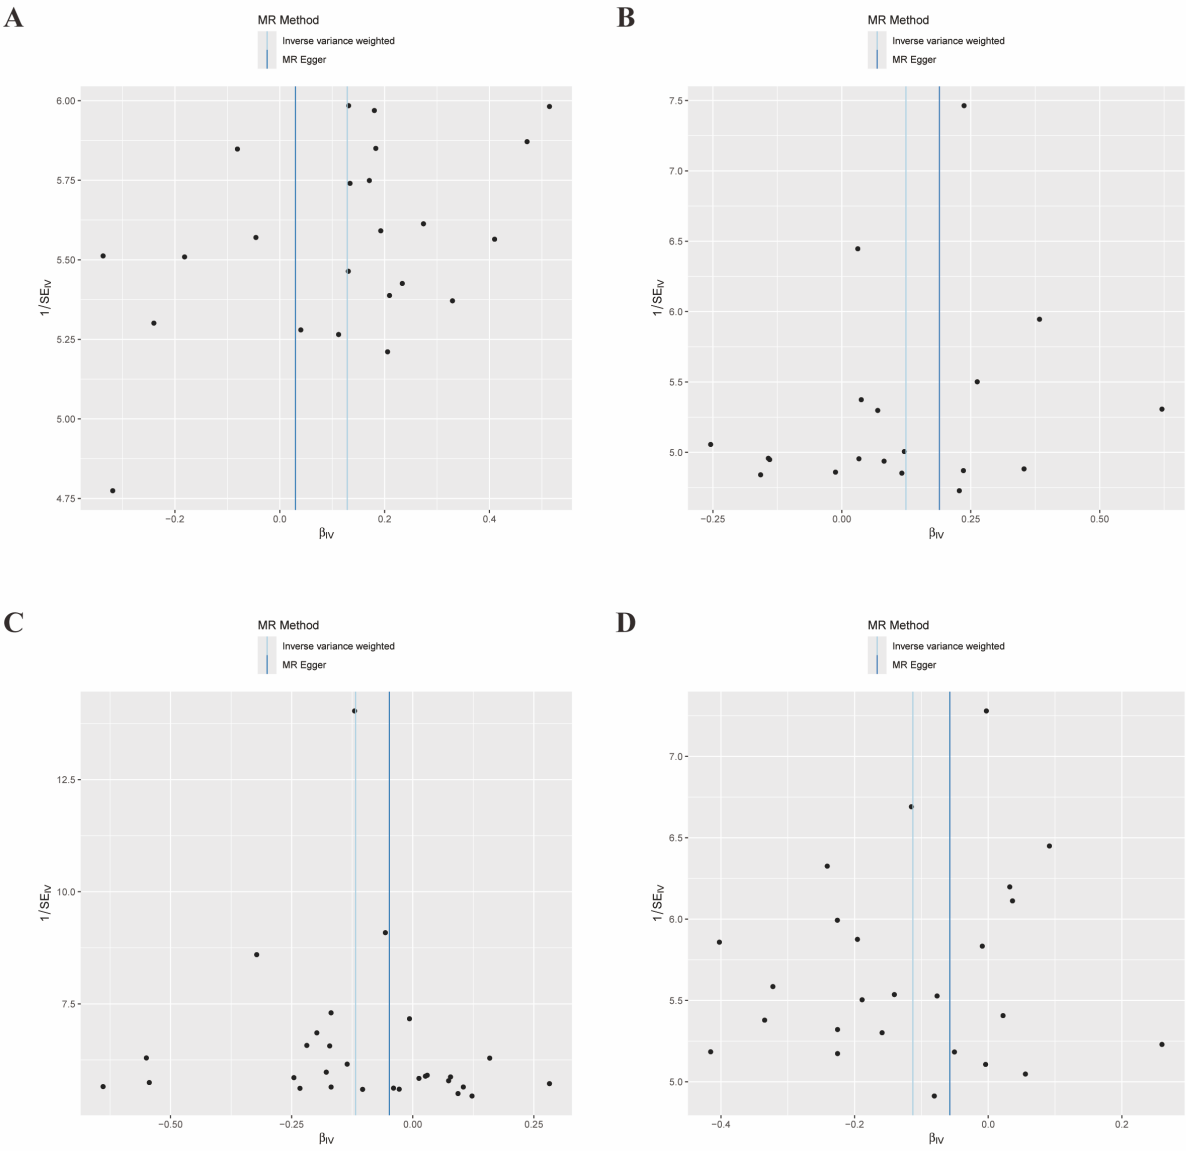 A
MR Method
Inverse variance weighted
MR Egger
6.00
5.75
5.50
5.25
5.00
4.75
1/SE_IV
−0.2 0.0 0.2 0.4
β_IV
B
MR Method
Inverse variance weighted
MR Egger
7.5
7.0
6.5
6.0
5.5
5.0
1/SE_IV
−0.25 0.00 0.25 0.50
β_IV
C
MR Method
Inverse variance weighted
MR Egger
12.5
10.0
7.5
1/SE_IV
−0.50 −0.25 0.00 0.25
β_IV
D
MR Method
Inverse variance weighted
MR Egger
7.0
6.5
6.0
5.5
5.0
1/SE_IV
−0.4 −0.2 0.0 0.2
β_IV